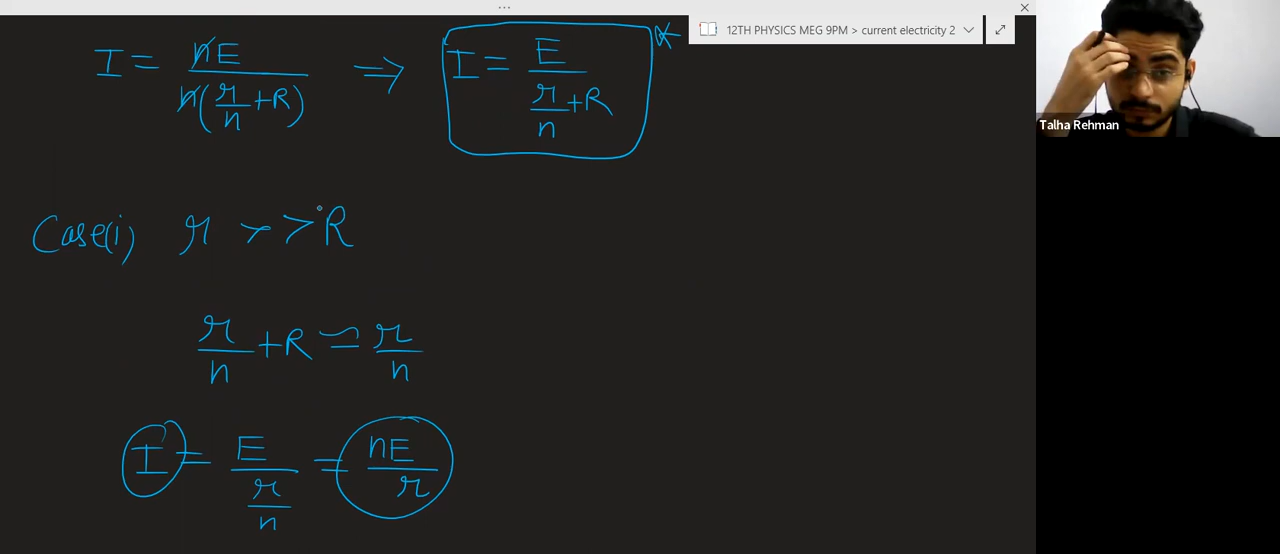 12TH PHYSICS MEG 9PM > current electricity 2
I = nE / n(r/n + R) ⇒ I = E / (r/n + R)
Talha Rehman
Case(i) r >> R
r/n + R ≃ r/n
I = E / (r/n) = nE / r